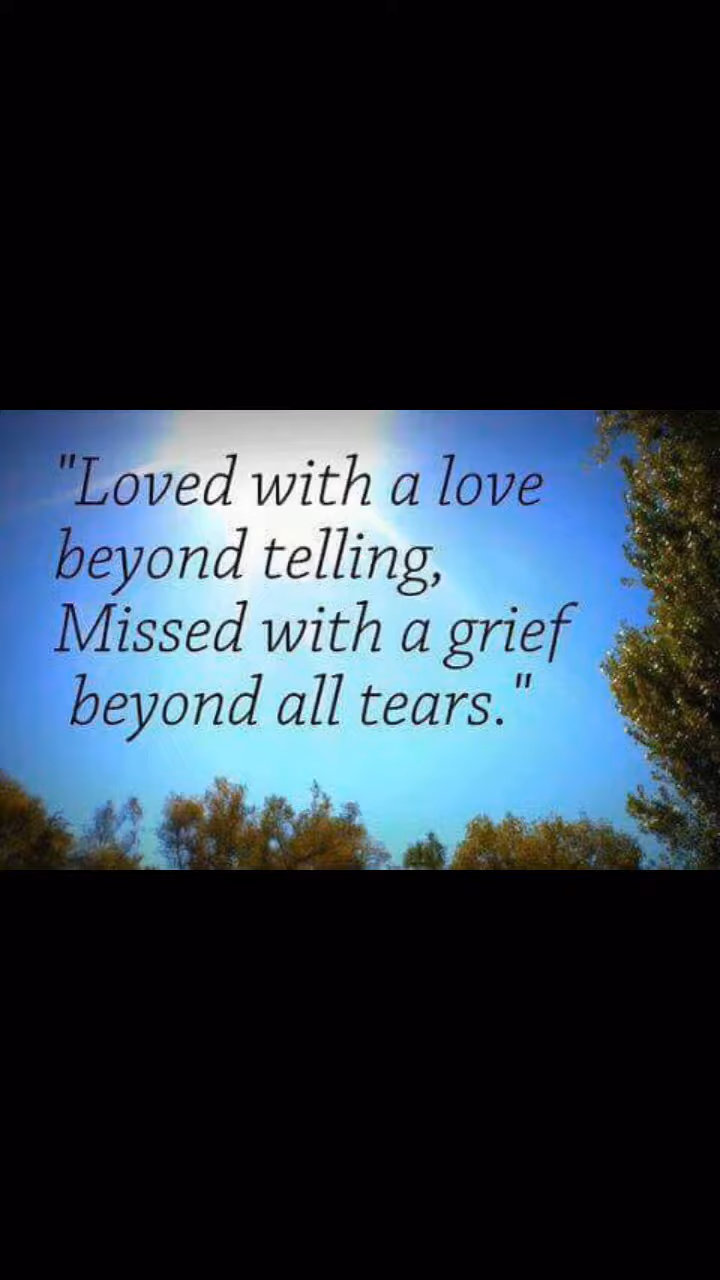 "Loved with a love
beyond telling,
Missed with a grief
beyond all tears."